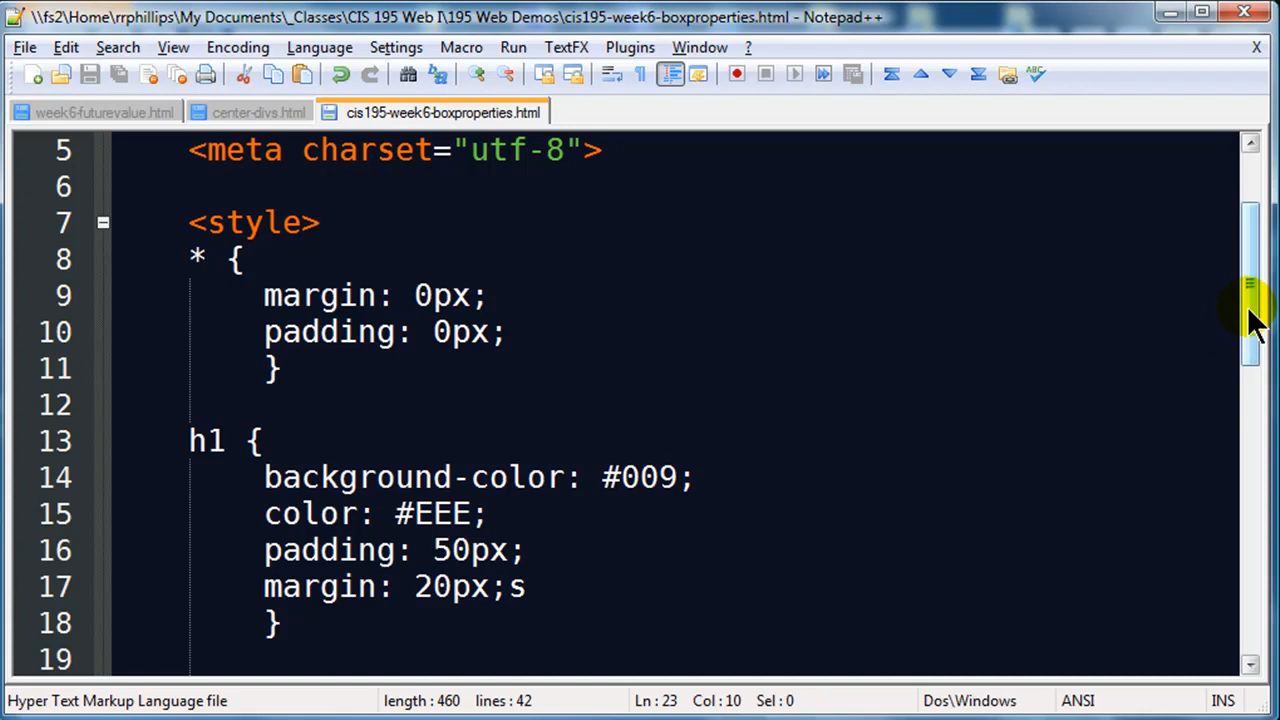 \\fs2\Home\rrphillips\My Documents\_Classes\CIS 195 Web I\195 Web Demos\cis195-week6-boxproperties.html - Notepad++
File Edit Search View Encoding Language Settings Macro Run TextFX Plugins Window ? X
week6-futurevalue.html center-divs.html cis195-week6-boxproperties.html
5 <meta charset="utf-8">
6
7 <style>
8 * {
9 margin: 0px;
10 padding: 0px;
11 }
12
13 h1 {
14 background-color: #009;
15 color: #EEE;
16 padding: 50px;
17 margin: 20px;s
18 }
19
Hyper Text Markup Language file length : 460 lines : 42 Ln : 23 Col : 10 Sel : 0 Dos\Windows ANSI INS